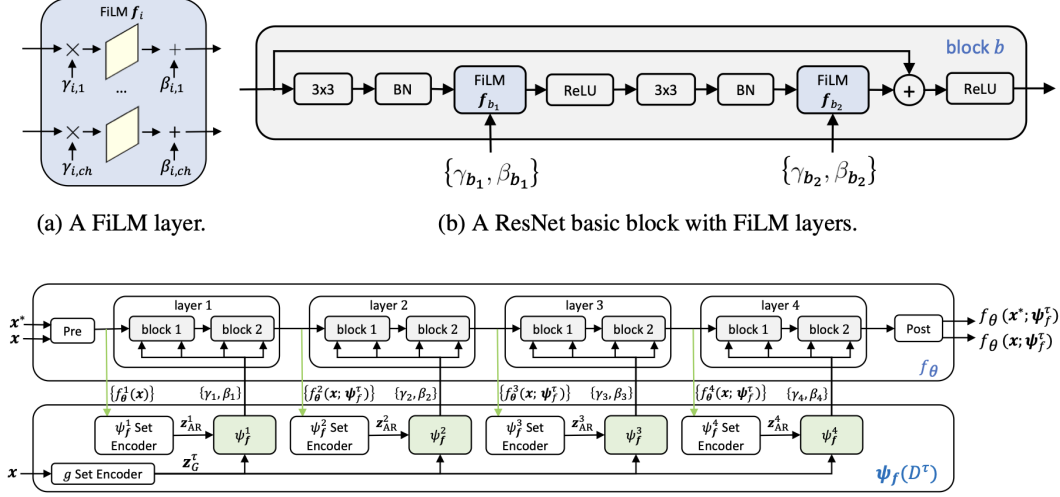 FiLM f_i
γ_{i,1}
...
β_{i,1}
γ_{i,ch}
β_{i,ch}
(a) A FiLM layer.
block b
3x3
BN
FiLM
f_{b_1}
ReLU
3x3
BN
FiLM
f_{b_2}
+
ReLU
{γ_{b_1}, β_{b_1}}
{γ_{b_2}, β_{b_2}}
(b) A ResNet basic block with FiLM layers.
layer 1
layer 2
layer 3
layer 4
x*
x
Pre
block 1
block 2
block 1
block 2
block 1
block 2
block 1
block 2
Post
f_θ (x*; ψ_f^τ)
f_θ (x; ψ_f^τ)
f_θ
{f_θ^1(x)}
{γ_1, β_1}
{f_θ^2(x; ψ_f^τ)}
{γ_2, β_2}
{f_θ^3(x; ψ_f^τ)}
{γ_3, β_3}
{f_θ^4(x; ψ_f^τ)}
{γ_4, β_4}
ψ_f^1 Set
Encoder
z_AR^1
ψ_f^1
ψ_f^2 Set
Encoder
z_AR^2
ψ_f^2
ψ_f^3 Set
Encoder
z_AR^3
ψ_f^3
ψ_f^4 Set
Encoder
z_AR^4
ψ_f^4
x
g Set Encoder
z_G^τ
ψ_f(D^τ)